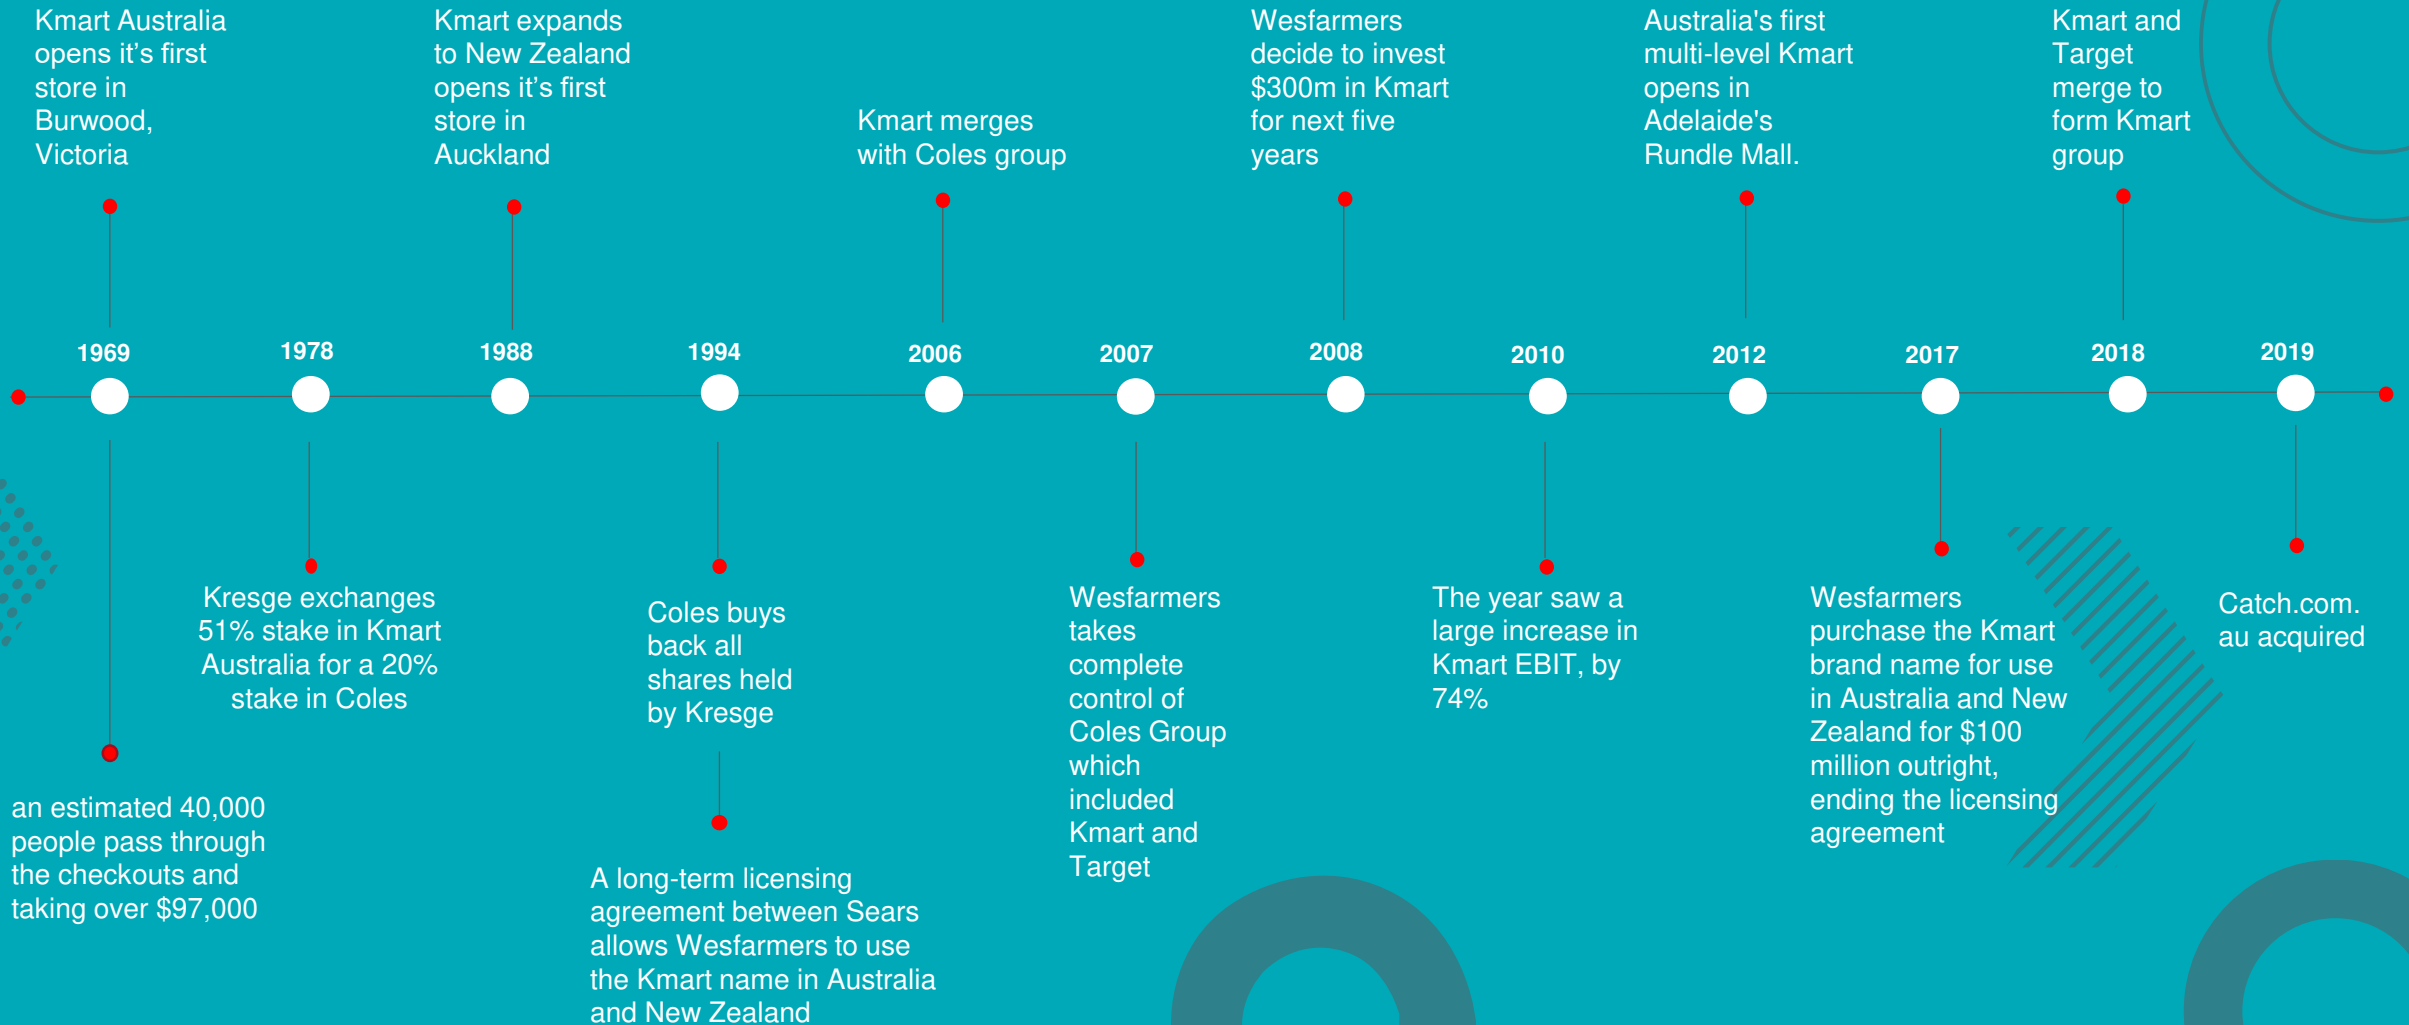 Kmart Australia
opens it’s first
store in
Burwood,
Victoria
Kmart expands
to New Zealand
opens it’s first
store in
Auckland
Kmart merges
with Coles group
Wesfarmers
decide to invest
$300m in Kmart
for next five
years
Australia's first
multi-level Kmart
opens in
Adelaide's
Rundle Mall.
Kmart and
Target
merge to
form Kmart
group
1969
1978
1988
1994
2006
2007
2008
2010
2012
2017
2018
2019
an estimated 40,000
people pass through
the checkouts and
taking over $97,000
Kresge exchanges
51% stake in Kmart
Australia for a 20%
stake in Coles
Coles buys
back all
shares held
by Kresge
A long-term licensing
agreement between Sears
allows Wesfarmers to use
the Kmart name in Australia
and New Zealand
Wesfarmers
takes
complete
control of
Coles Group
which
included
Kmart and
Target
The year saw a
large increase in
Kmart EBIT, by
74%
Wesfarmers
purchase the Kmart
brand name for use
in Australia and New
Zealand for $100
million outright,
ending the licensing
agreement
Catch.com.
au acquired